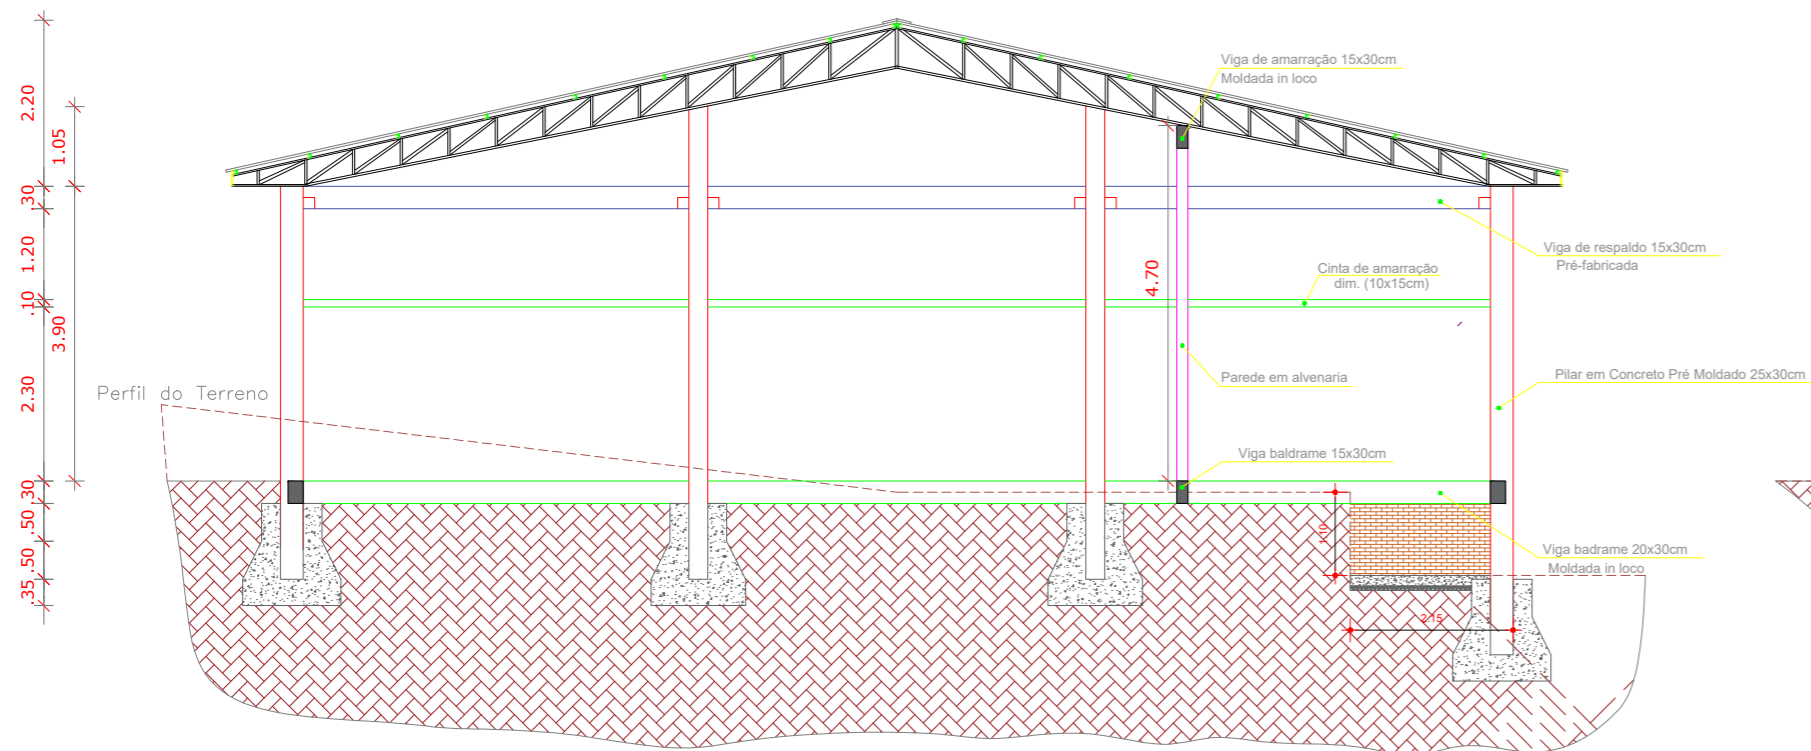 Viga de amarração 15x30cm
Moldada in loco
2.20
1.05
.30
Viga de respaldo 15x30cm
Pré-fabricada
1.20
Cinta de amarração
dim. (10x15cm)
4.70
.10
3.90
Parede em alvenaria
Pilar em Concreto Pré Moldado 25x30cm
2.30
Perfil do Terreno
Viga baldrame 15x30cm
.30
.50
1.10
Viga badrame 20x30cm
Moldada in loco
.50
.35
2.15